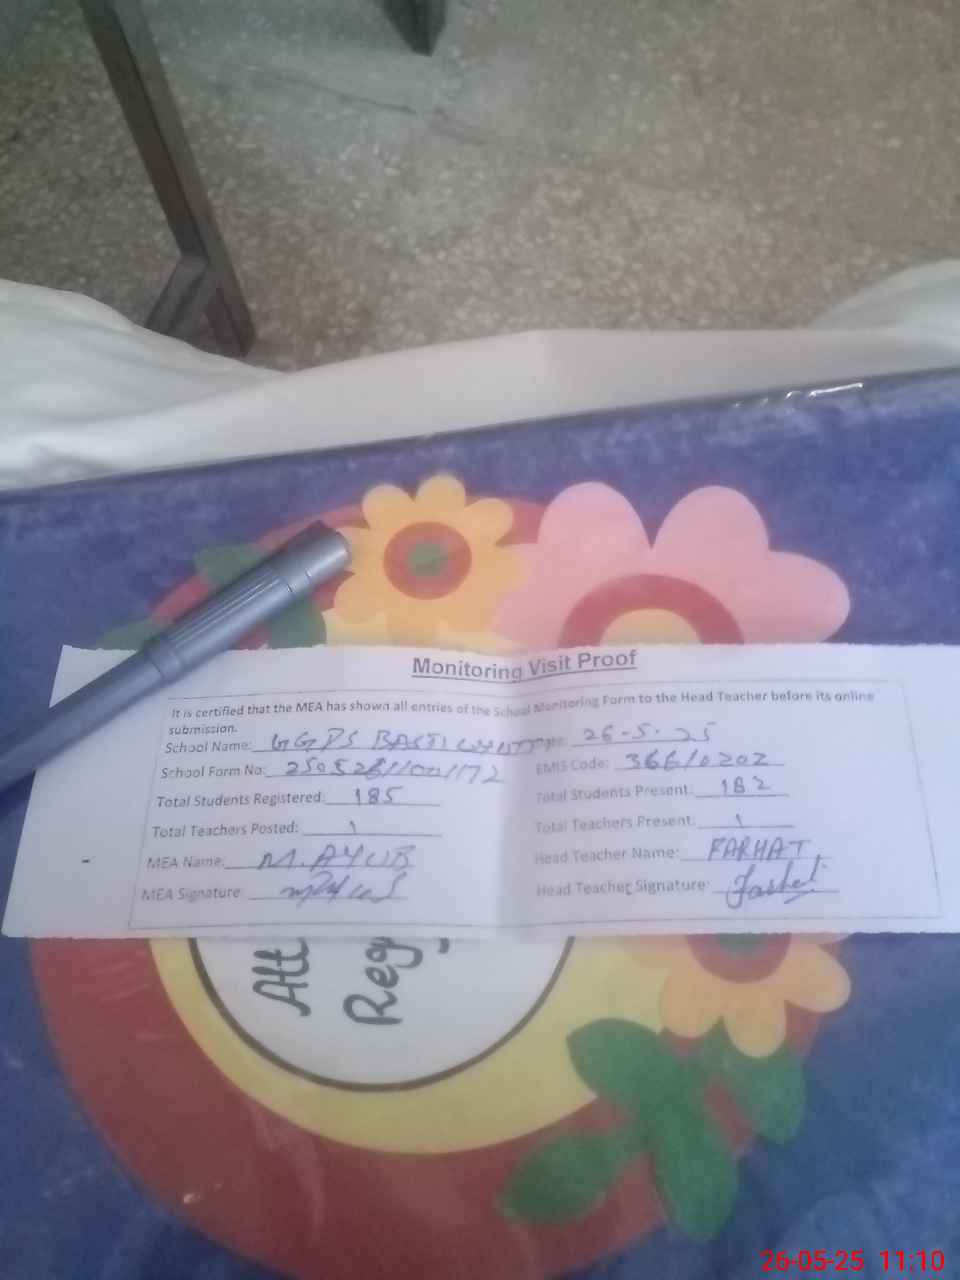 Monitoring Visit Proof
It is certified that the MEA has shown all entries of the School Monitoring Form to the Head Teacher before its online
submission.
School Name: GGPS BASTI 26-5-25
School Form No: EMIS Code: 36610202
Total Students Registered: 185 Total Students Present: 182
Total Teachers Posted: 1 Total Teachers Present: 1
MEA Name: M. AYUB Head Teacher Name: FARHAT
MEA Signature: Head Teacher Signature: Farhat
Att
Reg
26-05-25 11:10